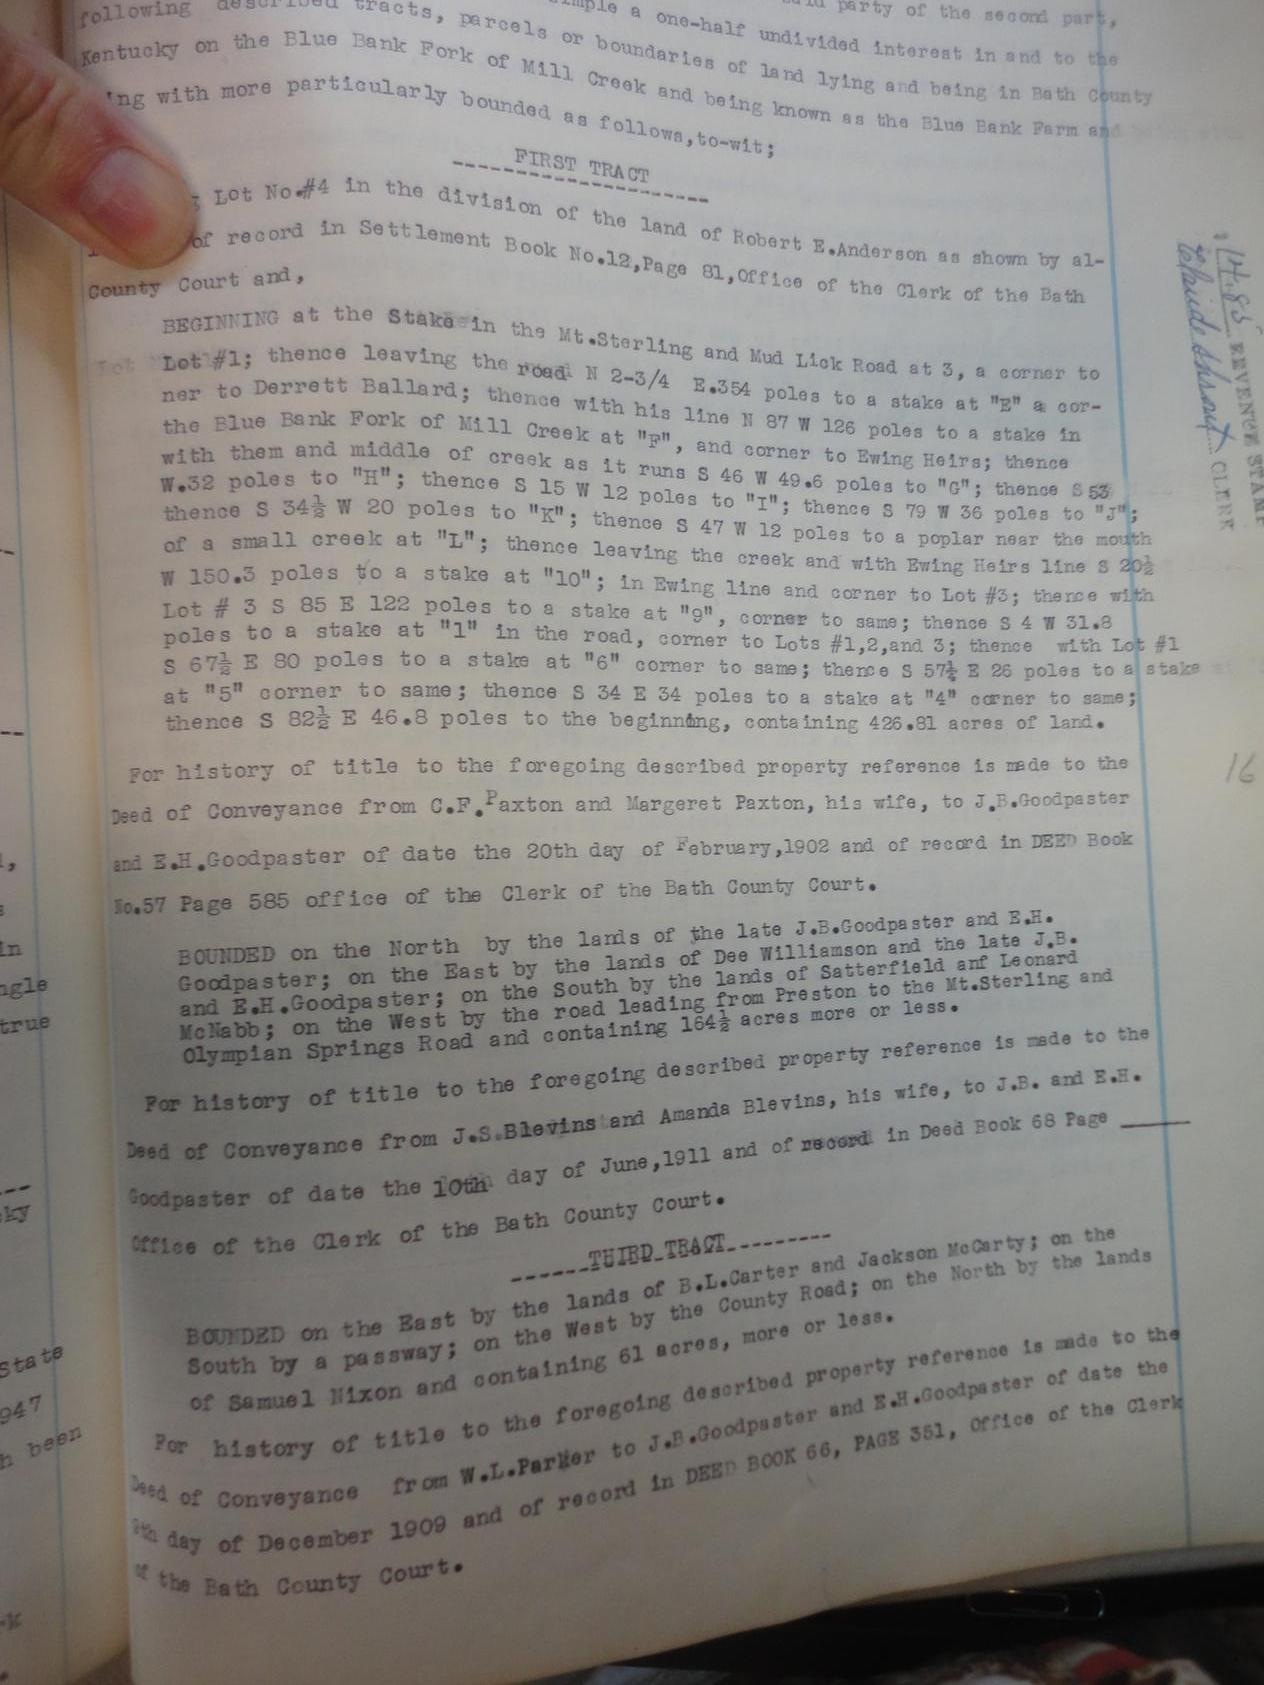 following described tracts, parcels or boundaries of land lying and being in Bath County
simple a one-half undivided interest in and to the
party of the second part,
Kentucky on the Blue Bank Fork of Mill Creek and being known as the Blue Bank Farm and
ing with more particularly bounded as follows,to-wit;
FIRST TRACT
Lot No.#4 in the division of the land of Robert E.Anderson as shown by al-
of record in Settlement Book No.12,Page 81,Office of the Clerk of the Bath
County Court and,
BEGINNING at the Stake in the Mt.Sterling and Mud Lick Road at 3, a corner to
Lot #1; thence leaving the road N 2-3/4 E.354 poles to a stake at "E" a cor-
ner to Derrett Ballard; thence with his line N 87 W 126 poles to a stake in
the Blue Bank Fork of Mill Creek at "F", and corner to Ewing Heirs; thence
with them and middle of creek as it runs S 46 W 49.6 poles to "G"; thence S 53
W.32 poles to "H"; thence S 15 W 12 poles to "I"; thence S 79 W 36 poles to "J";
thence S 34½ W 20 poles to "K"; thence S 47 W 12 poles to a poplar near the mouth
of a small creek at "L"; thence leaving the creek and with Ewing Heirs line S 20½
W 150.3 poles to a stake at "10"; in Ewing line and corner to Lot #3; thence with
Lot # 3 S 85 E 122 poles to a stake at "9", corner to same; thence S 4 W 31.8
poles to a stake at "1" in the road, corner to Lots #1,2,and 3; thence with Lot #1
S 67½ E 80 poles to a stake at "6" corner to same; thence S 57½ E 26 poles to a stake
at "5" corner to same; thence S 34 E 34 poles to a stake at "4" corner to same;
thence S 82½ E 46.8 poles to the beginning, containing 426.81 acres of land.
For history of title to the foregoing described property reference is made to the
Deed of Conveyance from C.F.Paxton and Margeret Paxton, his wife, to J.B.Goodpaster
and E.H.Goodpaster of date the 20th day of February,1902 and of record in DEED Book
No.57 Page 585 office of the Clerk of the Bath County Court.
BOUNDED on the North by the lands of the late J.B.Goodpaster and E.H.
Goodpaster; on the East by the lands of Dee Williamson and the late J.B.
and E.H.Goodpaster; on the South by the lands of Satterfield anf Leonard
McNabb; on the West by the road leading from Preston to the Mt.Sterling and
Olympian Springs Road and containing 164½ acres more or less.
For history of title to the foregoing described property reference is made to the
Deed of Conveyance from J.S.Blevins and Amanda Blevins, his wife, to J.B. and E.H.
Goodpaster of date the 10th day of June,1911 and of record in Deed Book 68 Page ____
Office of the Clerk of the Bath County Court.
------THIRD TRACT---------
BOUNDED on the East by the lands of B.L.Carter and Jackson McCarty; on the
South by a passway; on the West by the County Road; on the North by the lands
of Samuel Nixon and containing 61 acres, more or less.
For history of title to the foregoing described property reference is made to the
Deed of Conveyance from W.L.Parker to J.B.Goodpaster and E.H.Goodpaster of date the
9th day of December 1909 and of record in DEED BOOK 66, PAGE 351, Office of the Clerk
of the Bath County Court.
REVENUE STAMP
CLERK
16
in
ngle
true
ky
State
947
h been